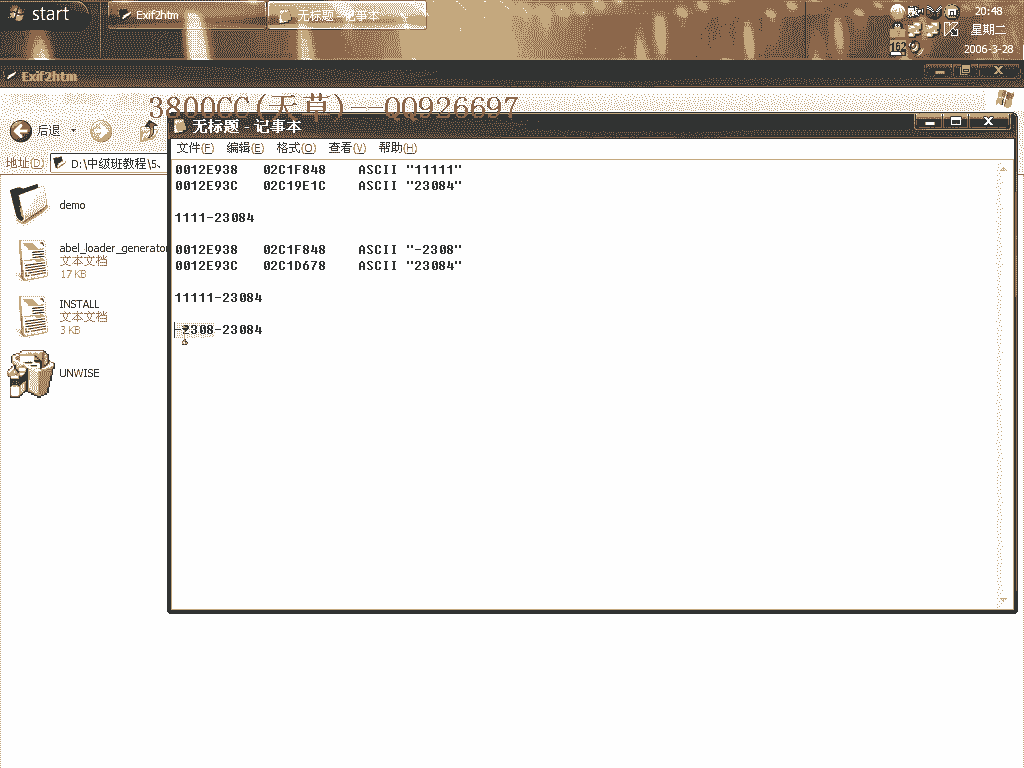 start
Exif2htm
无标题 - 记事本
20:48
星期二
2006-3-28
Exif2htm
3800CC(天草)——QQ926697
后退
地址(D)
D:\中级班教程\5、
无标题 - 记事本
文件(F) 编辑(E) 格式(O) 查看(V) 帮助(H)
demo
abel_loader_generator
文本文档
17 KB
INSTALL
文本文档
3 KB
UNWISE
0012E938 02C1F848 ASCII "11111"
0012E93C 02C19E1C ASCII "23084"
1111-23084
0012E938 02C1F848 ASCII "-2308"
0012E93C 02C1D678 ASCII "23084"
11111-23084
-2308-23084